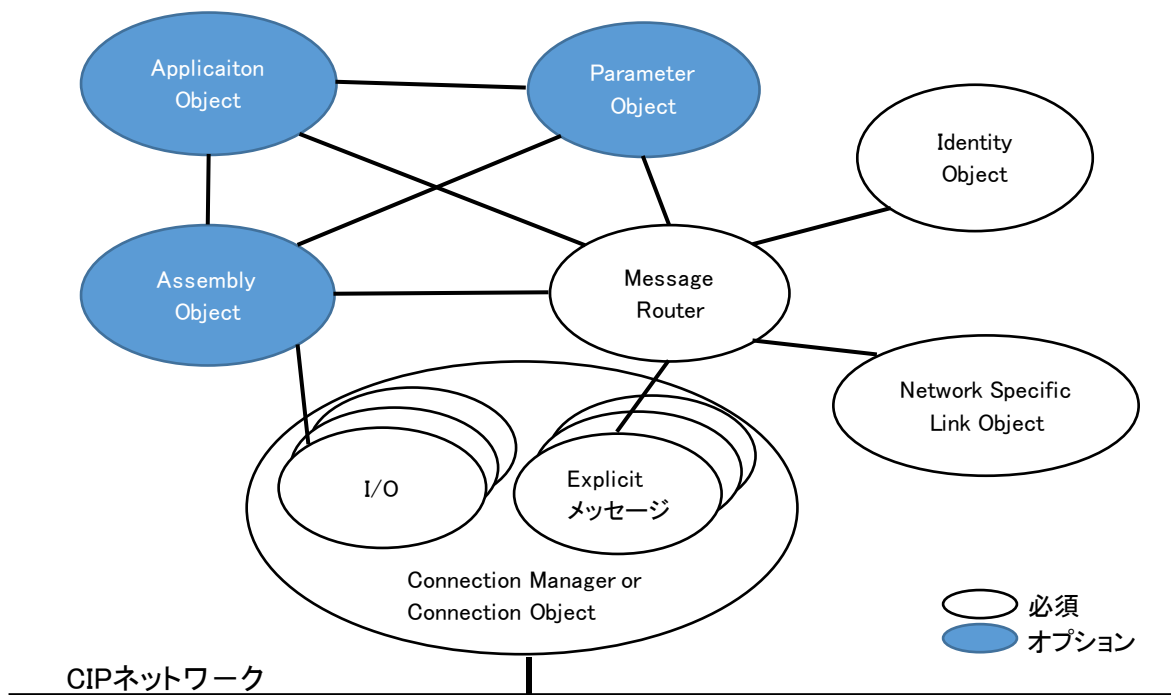 Applicaiton
Object
Parameter
Object
Identity
Object
Assembly
Object
Message
Router
Network Specific
Link Object
I/O
Explicit
メッセージ
Connection Manager or
Connection Object
必須
オプション
CIPネットワーク